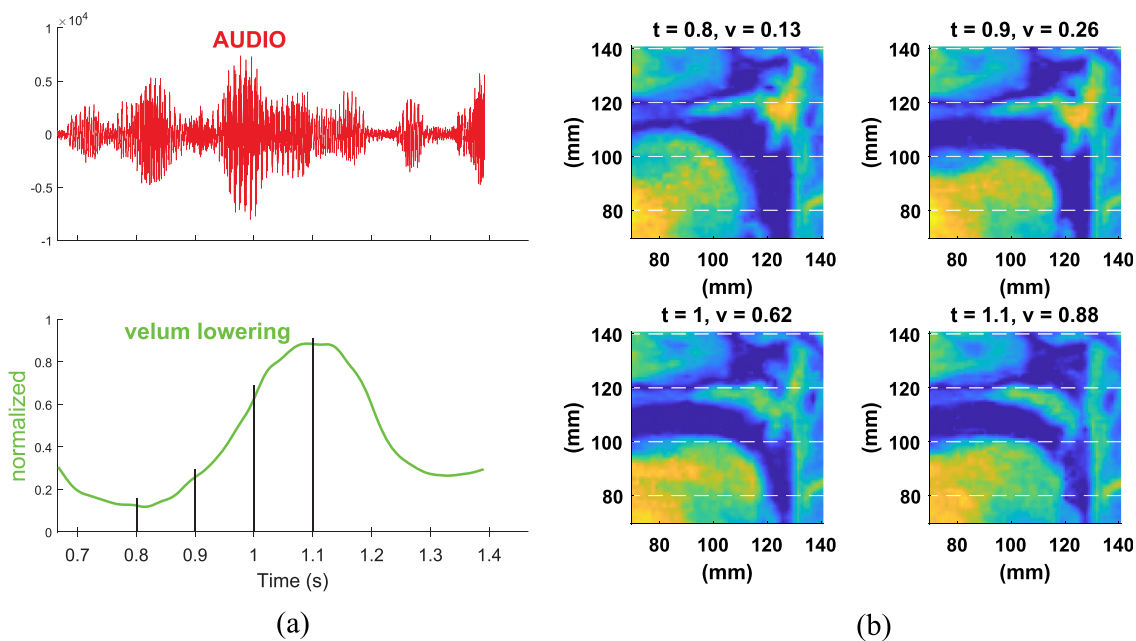 ×10⁴
AUDIO
1
0.5
0
-0.5
-1
velum lowering
normalized
1
0.8
0.6
0.4
0.2
0
0.7 0.8 0.9 1 1.1 1.2 1.3 1.4
Time (s)
(a)
t = 0.8, v = 0.13
(mm)
140
120
100
80
80 100 120 140
(mm)
t = 0.9, v = 0.26
(mm)
140
120
100
80
80 100 120 140
(mm)
t = 1, v = 0.62
(mm)
140
120
100
80
80 100 120 140
(mm)
t = 1.1, v = 0.88
(mm)
140
120
100
80
80 100 120 140
(mm)
(b)